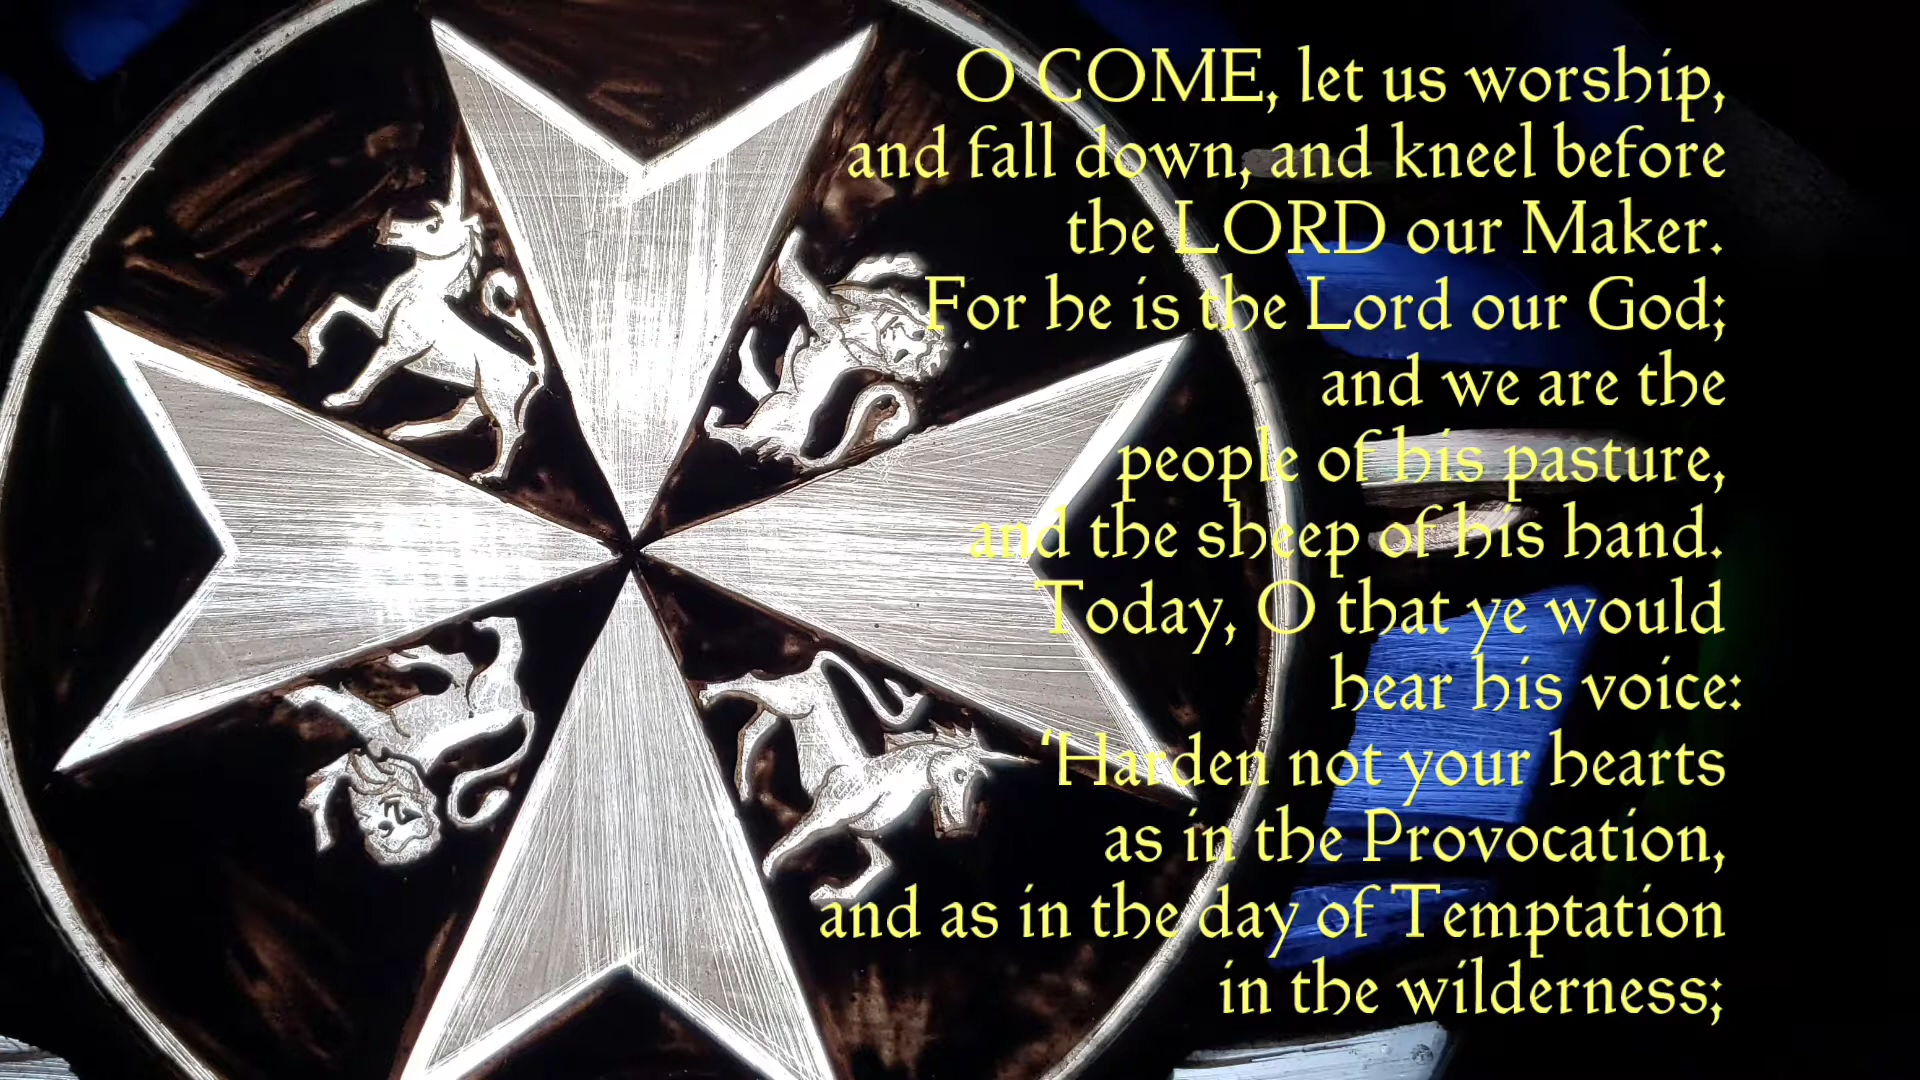 O COME, let us worship,
and fall down, and kneel before
the LORD our Maker.
For he is the Lord our God;
and we are the
people of his pasture,
and the sheep of his hand.
Today, O that ye would
hear his voice:
‘Harden not your hearts
as in the Provocation,
and as in the day of Temptation
in the wilderness;